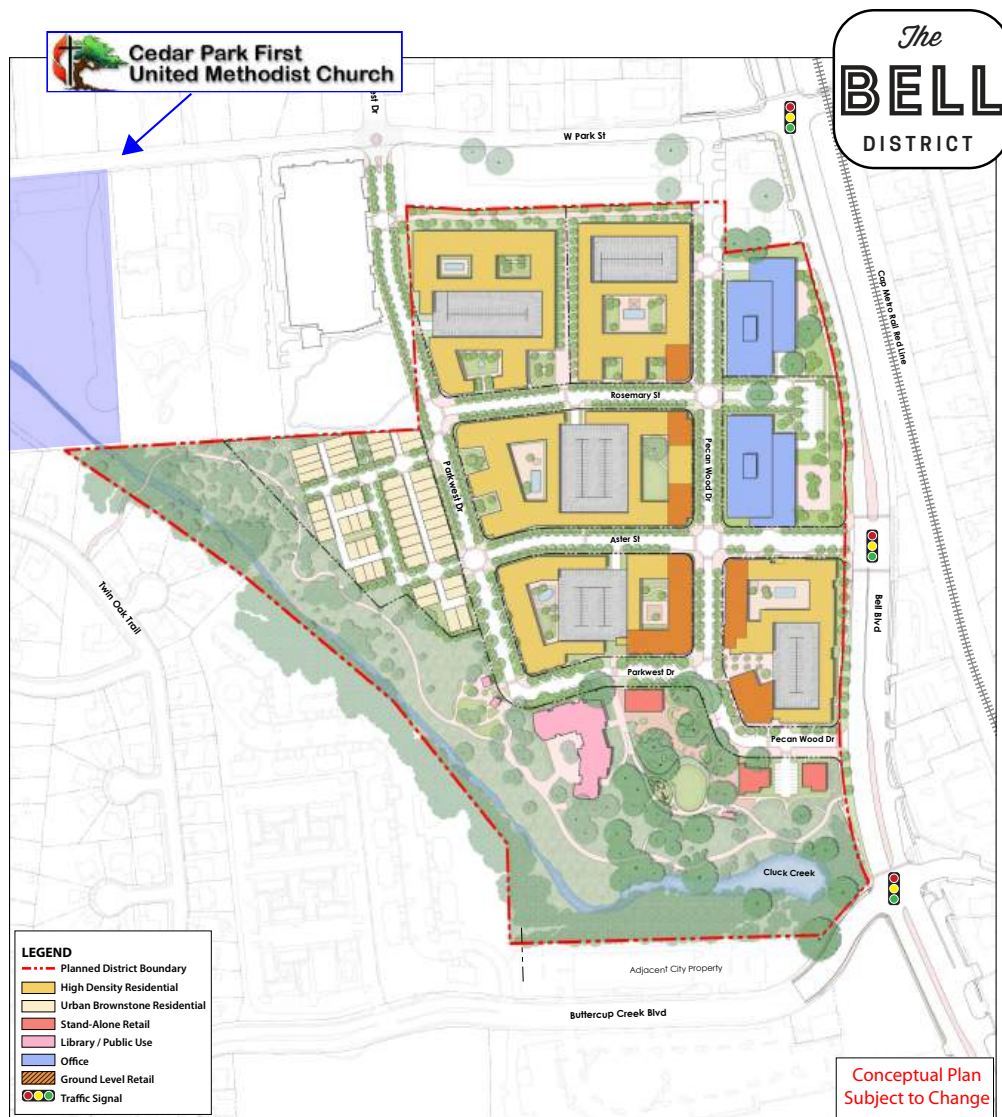 The
BELL
DISTRICT
Cedar Park First
United Methodist Church
est Dr
W Park St
Cap Metro Rail Red Line
Rosemary St
Pecan Wood Dr
Parkwest Dr
Aster St
Twin Oak Trail
Bell Blvd
Parkwest Dr
Pecan Wood Dr
Cluck Creek
Adjacent City Property
Buttercup Creek Blvd
LEGEND
Planned District Boundary
High Density Residential
Urban Brownstone Residential
Stand-Alone Retail
Library / Public Use
Office
Ground Level Retail
Traffic Signal
Conceptual Plan
Subject to Change